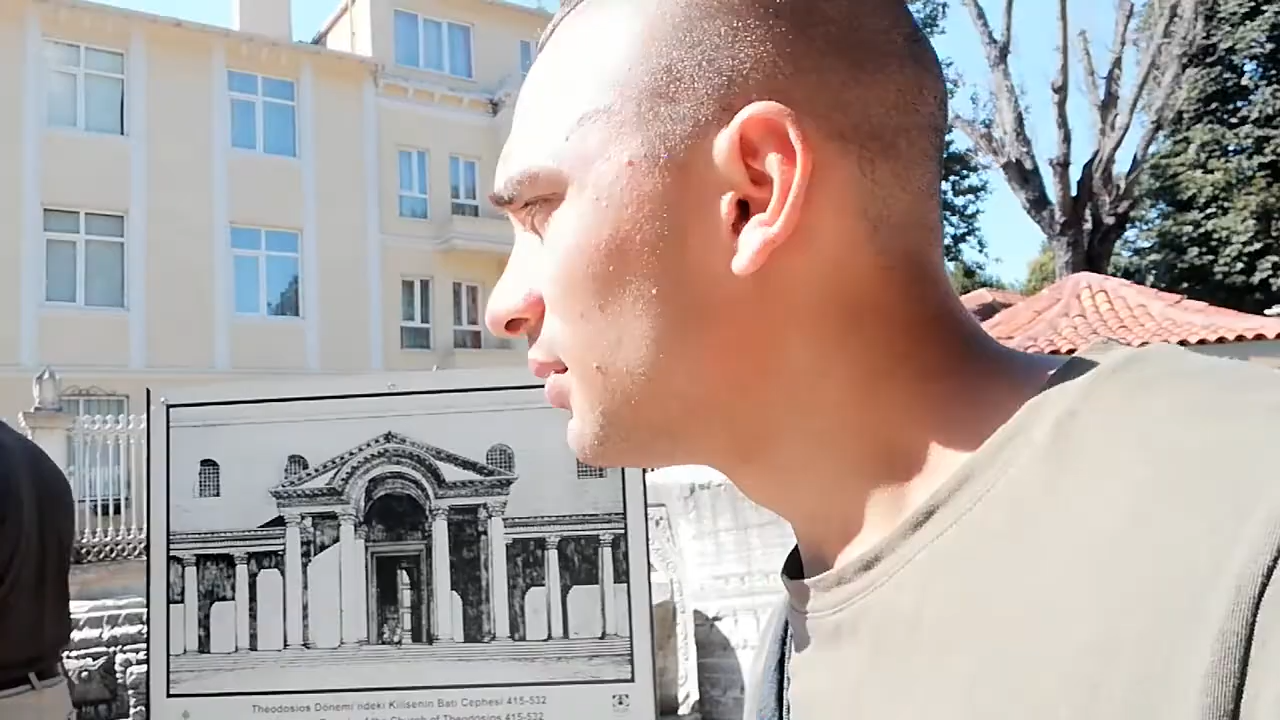 Theodosios Dönemi'ndeki Kilisenin Batı Cephesi 415-532
of the Church of Theodosios 415-532